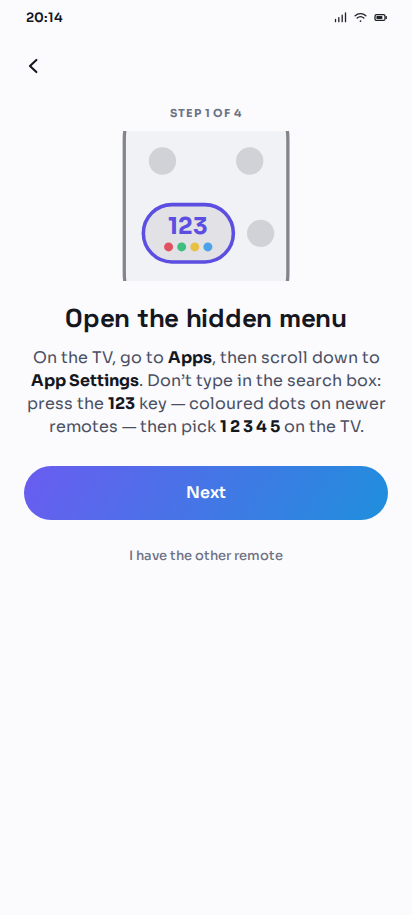 20:14
STEP 1 OF 4
123
Open the hidden menu
On the TV, go to Apps, then scroll down to
App Settings. Don’t type in the search box:
press the 123 key — coloured dots on newer
remotes — then pick 1 2 3 4 5 on the TV.
Next
I have the other remote